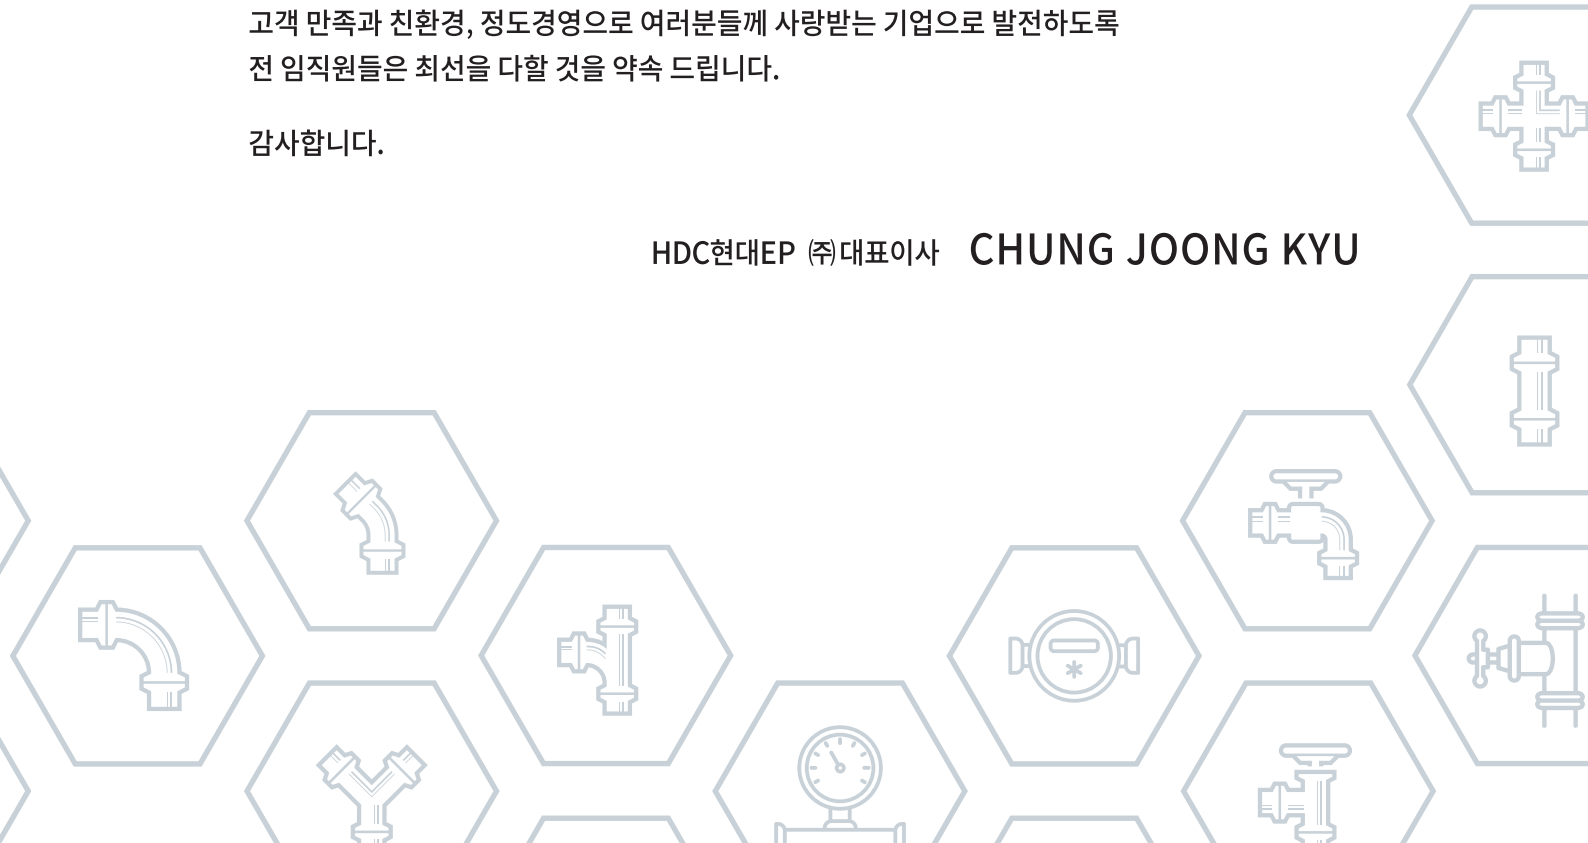 고객 만족과 친환경, 정도경영으로 여러분들께 사랑받는 기업으로 발전하도록
전 임직원들은 최선을 다할 것을 약속 드립니다.
감사합니다.
HDC현대EP ㈜대표이사 CHUNG JOONG KYU